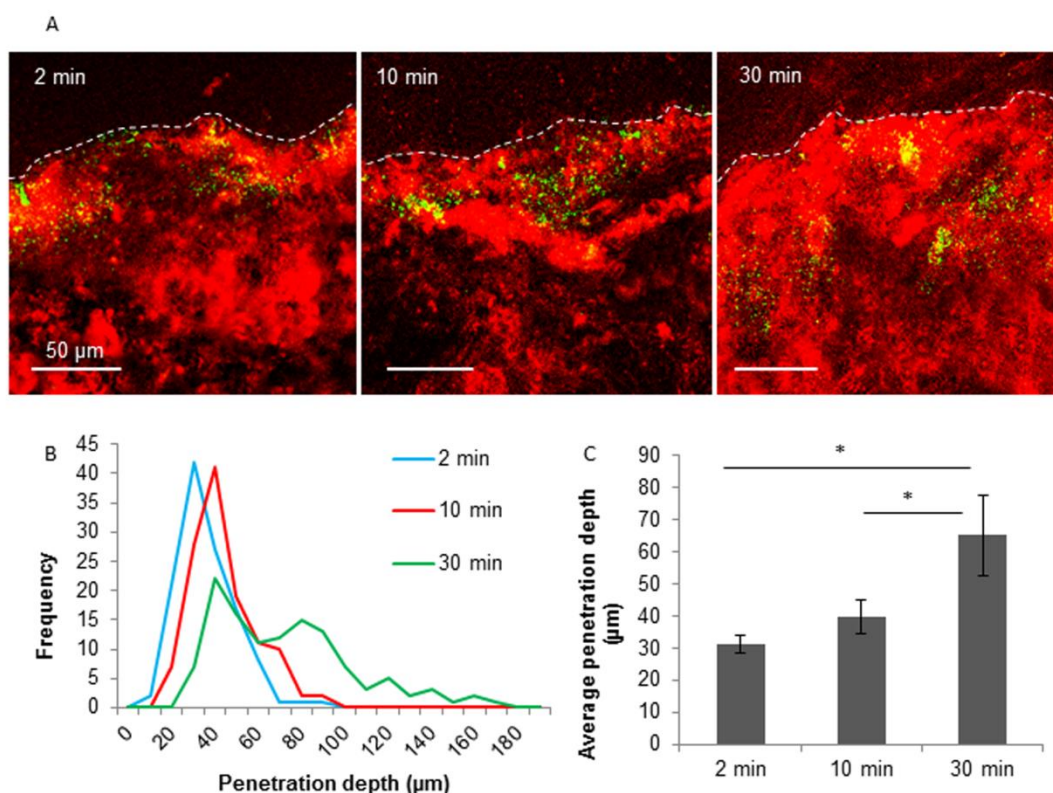 A
2 min
10 min
30 min
50 µm
B
45
40
35
30
25
20
15
10
5
0
Frequency
2 min
10 min
30 min
0
20
40
60
80
100
120
140
160
180
Penetration depth (µm)
C
90
80
70
60
50
40
30
20
10
0
Average penetration depth
(µm)
*
*
2 min
10 min
30 min